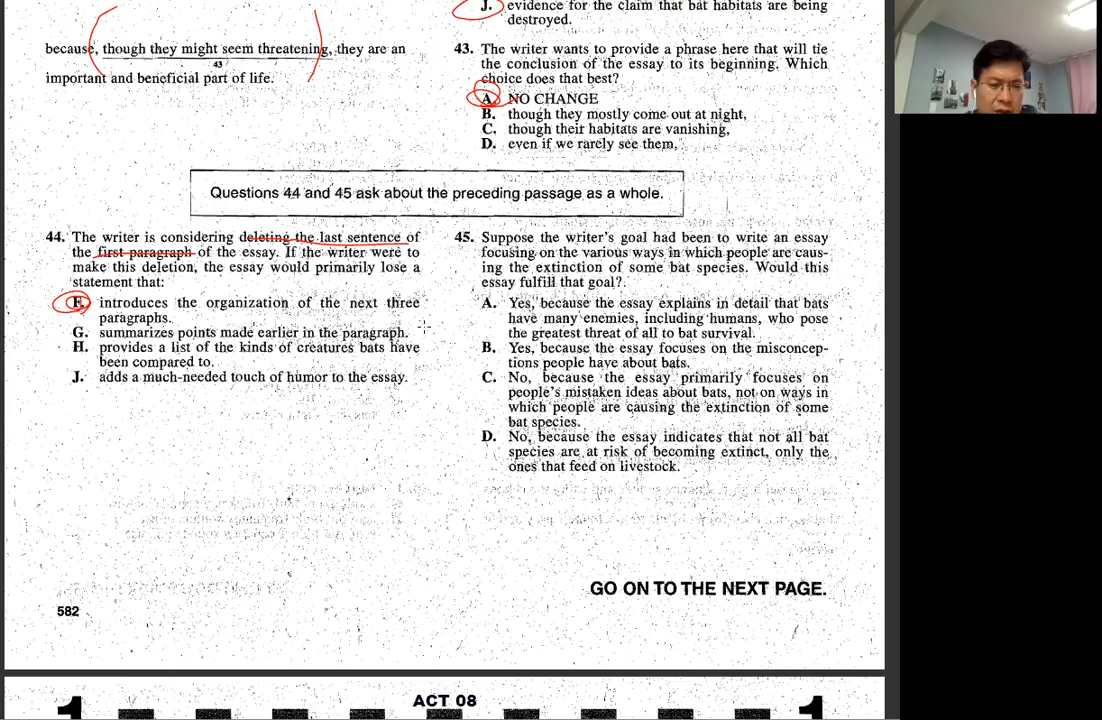 J. evidence for the claim that bat habitats are being
destroyed.
because, though they might seem threatening, they are an
43
important and beneficial part of life.
43. The writer wants to provide a phrase here that will tie
the conclusion of the essay to its beginning. Which
choice does that best?
A. NO CHANGE
B. though they mostly come out at night,
C. though their habitats are vanishing,
D. even if we rarely see them,
Questions 44 and 45 ask about the preceding passage as a whole.
44. The writer is considering deleting the last sentence of
the first paragraph of the essay. If the writer were to
make this deletion, the essay would primarily lose a
statement that:
F. introduces the organization of the next three
paragraphs.
G. summarizes points made earlier in the paragraph.
H. provides a list of the kinds of creatures bats have
been compared to.
J. adds a much-needed touch of humor to the essay.
45. Suppose the writer's goal had been to write an essay
focusing on the various ways in which people are caus-
ing the extinction of some bat species. Would this
essay fulfill that goal?
A. Yes, because the essay explains in detail that bats
have many enemies, including humans, who pose
the greatest threat of all to bat survival.
B. Yes, because the essay focuses on the misconcep-
tions people have about bats.
C. No, because the essay primarily focuses on
people's mistaken ideas about bats, not on ways in
which people are causing the extinction of some
bat species.
D. No, because the essay indicates that not all bat
species are at risk of becoming extinct, only the
ones that feed on livestock.
GO ON TO THE NEXT PAGE.
582
ACT 08
1 1